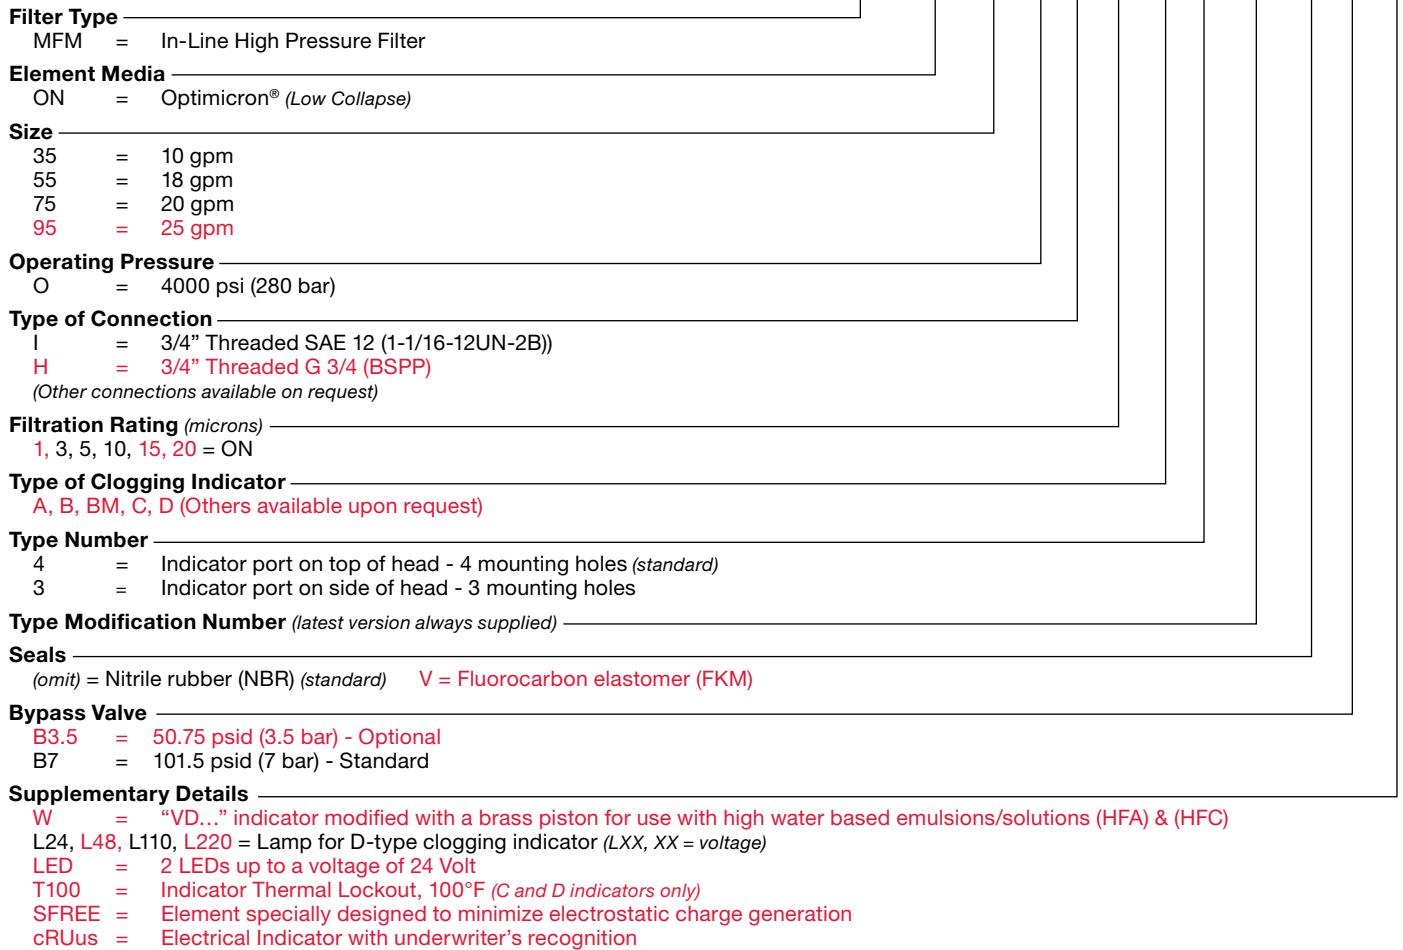 Filter Type
MFM = In-Line High Pressure Filter
Element Media
ON = Optimicron® (Low Collapse)
Size
35 = 10 gpm
55 = 18 gpm
75 = 20 gpm
95 = 25 gpm
Operating Pressure
O = 4000 psi (280 bar)
Type of Connection
I = 3/4” Threaded SAE 12 (1-1/16-12UN-2B))
H = 3/4” Threaded G 3/4 (BSPP)
(Other connections available on request)
Filtration Rating (microns)
1, 3, 5, 10, 15, 20 = ON
Type of Clogging Indicator
A, B, BM, C, D (Others available upon request)
Type Number
4 = Indicator port on top of head - 4 mounting holes (standard)
3 = Indicator port on side of head - 3 mounting holes
Type Modification Number (latest version always supplied)
Seals
(omit) = Nitrile rubber (NBR) (standard) V = Fluorocarbon elastomer (FKM)
Bypass Valve
B3.5 = 50.75 psid (3.5 bar) - Optional
B7 = 101.5 psid (7 bar) - Standard
Supplementary Details
W = “VD…” indicator modified with a brass piston for use with high water based emulsions/solutions (HFA) & (HFC)
L24, L48, L110, L220 = Lamp for D-type clogging indicator (LXX, XX = voltage)
LED = 2 LEDs up to a voltage of 24 Volt
T100 = Indicator Thermal Lockout, 100°F (C and D indicators only)
SFREE = Element specially designed to minimize electrostatic charge generation
cRUus = Electrical Indicator with underwriter’s recognition